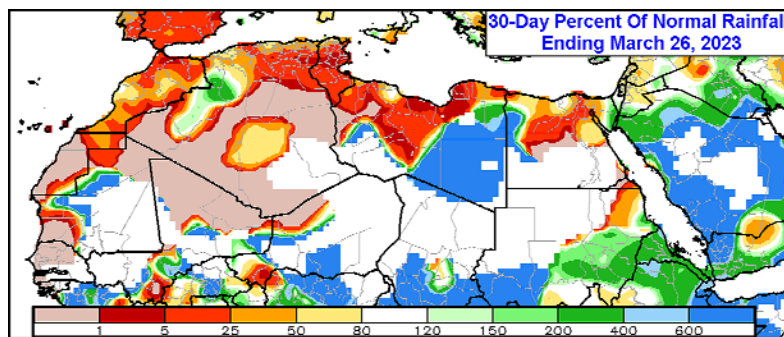 30-Day Percent Of Normal Rainfall
Ending March 26, 2023
1 5 25 50 80 120 150 200 400 600